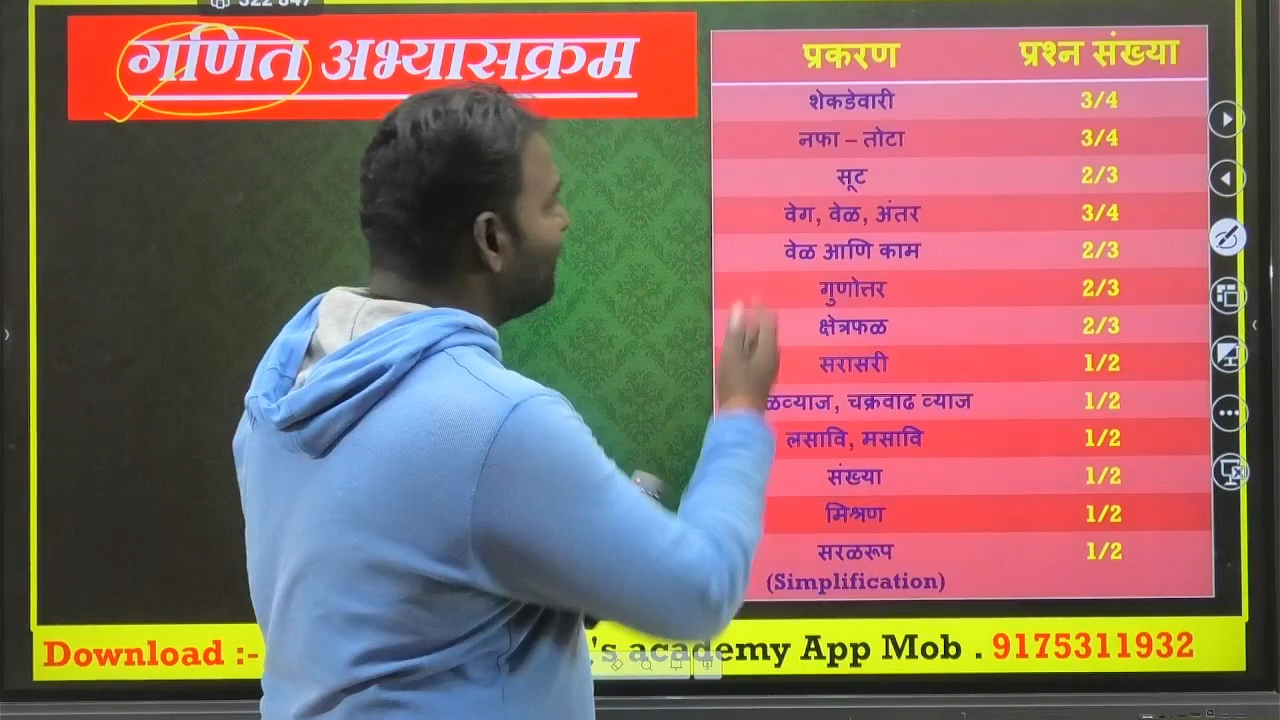 गणित अभ्यासक्रम
प्रकरण प्रश्न संख्या
शेकडेवारी 3/4
नफा – तोटा 3/4
सूट 2/3
वेग, वेळ, अंतर 3/4
वेळ आणि काम 2/3
गुणोत्तर 2/3
क्षेत्रफळ 2/3
सरासरी 1/2
चक्रवाढ व्याज 1/2
लसावि, मसावि 1/2
संख्या 1/2
मिश्रण 1/2
सरळरूप 1/2
(Simplification)
Download :- 's academy App Mob . 9175311932